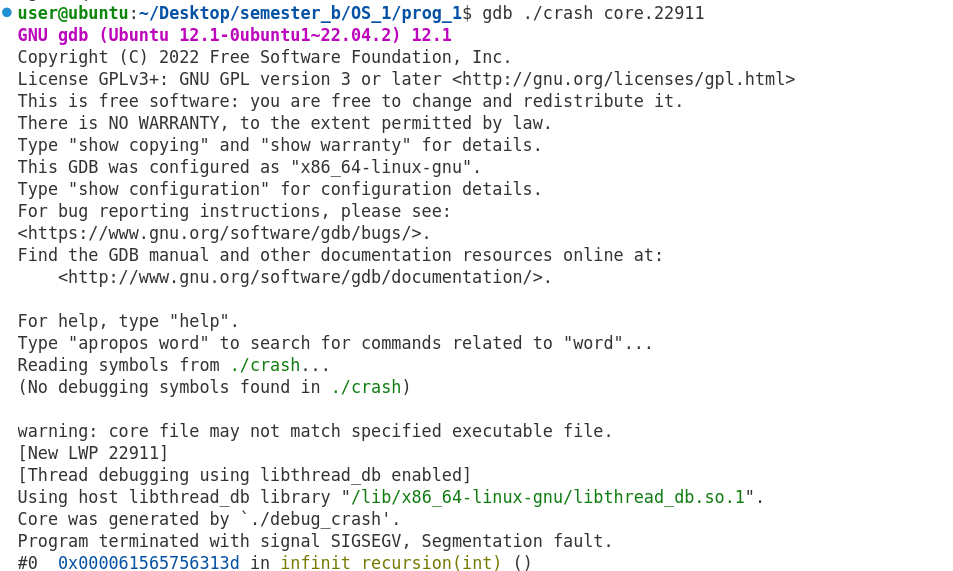 user@ubuntu:~/Desktop/semester_b/OS_1/prog_1$ gdb ./crash core.22911
GNU gdb (Ubuntu 12.1-0ubuntu1~22.04.2) 12.1
Copyright (C) 2022 Free Software Foundation, Inc.
License GPLv3+: GNU GPL version 3 or later <http://gnu.org/licenses/gpl.html>
This is free software: you are free to change and redistribute it.
There is NO WARRANTY, to the extent permitted by law.
Type "show copying" and "show warranty" for details.
This GDB was configured as "x86_64-linux-gnu".
Type "show configuration" for configuration details.
For bug reporting instructions, please see:
<https://www.gnu.org/software/gdb/bugs/>.
Find the GDB manual and other documentation resources online at:
    <http://www.gnu.org/software/gdb/documentation/>.

For help, type "help".
Type "apropos word" to search for commands related to "word"...
Reading symbols from ./crash...
(No debugging symbols found in ./crash)

warning: core file may not match specified executable file.
[New LWP 22911]
[Thread debugging using libthread_db enabled]
Using host libthread_db library "/lib/x86_64-linux-gnu/libthread_db.so.1".
Core was generated by `./debug_crash'.
Program terminated with signal SIGSEGV, Segmentation fault.
#0  0x000061565756313d in infinit_recursion(int) ()